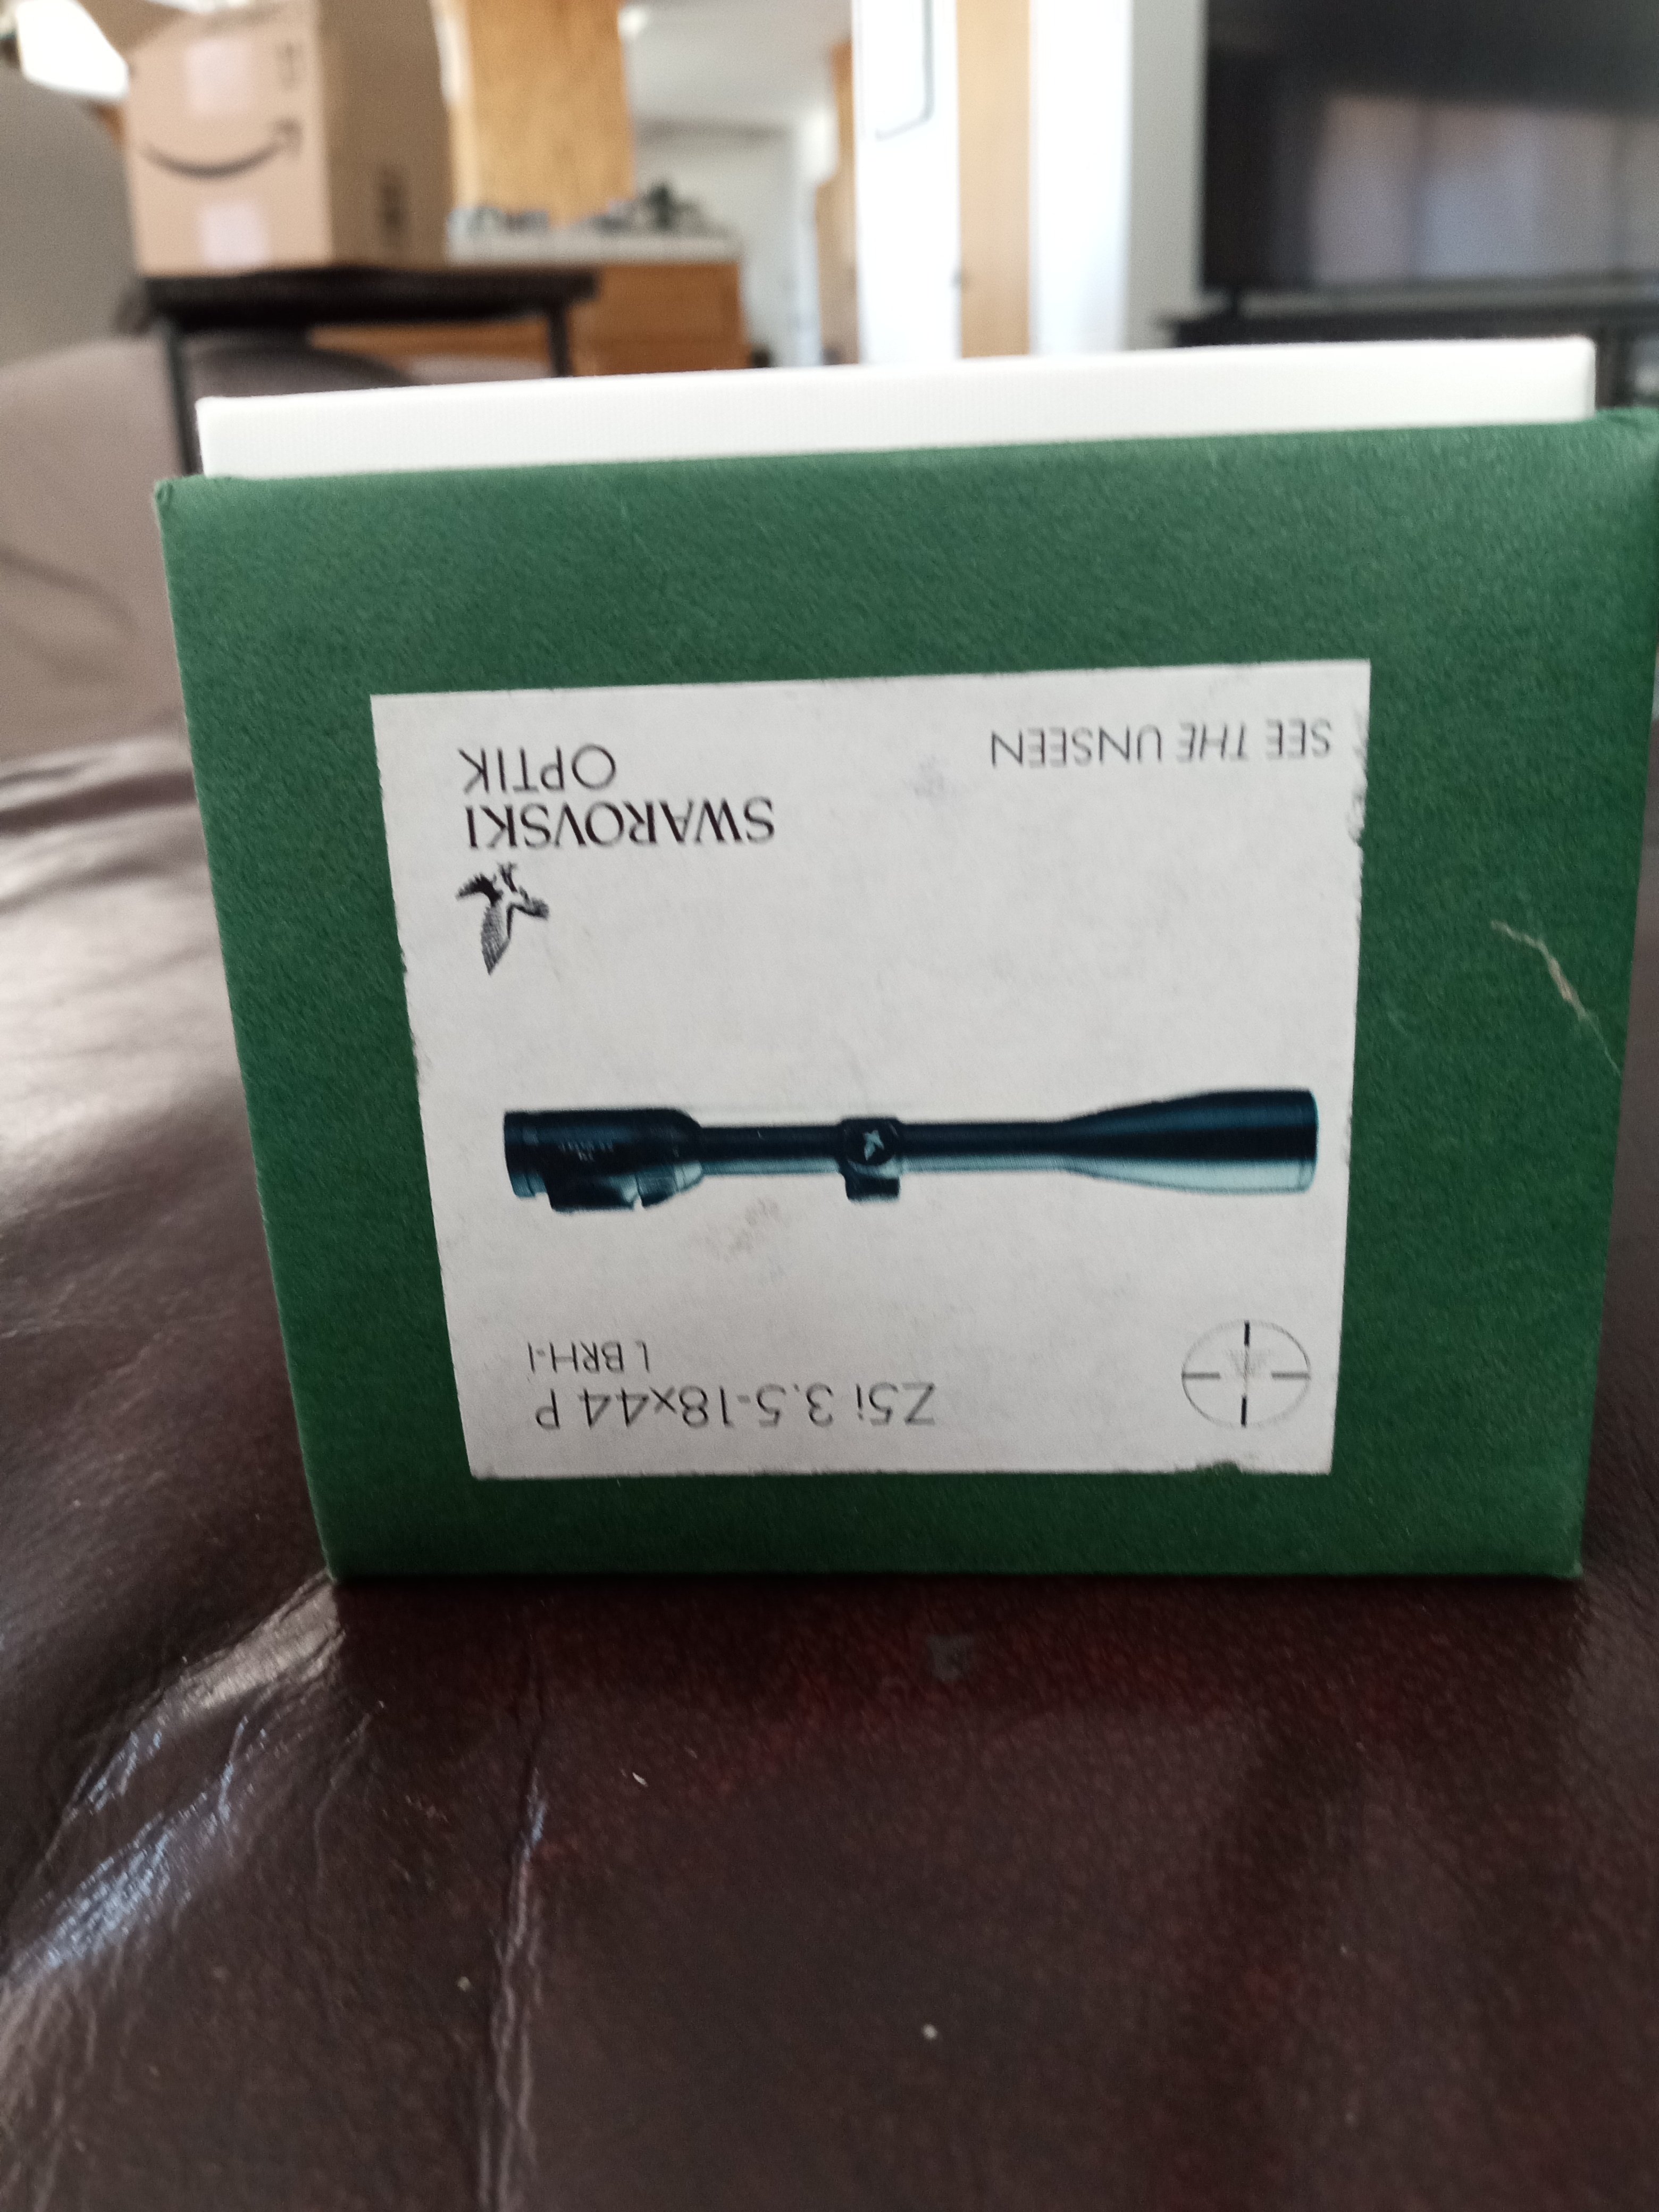 Z5i 3.5-18x44 P
L BRH-I
SWAROVSKI
OPTIK
SEE THE UNSEEN